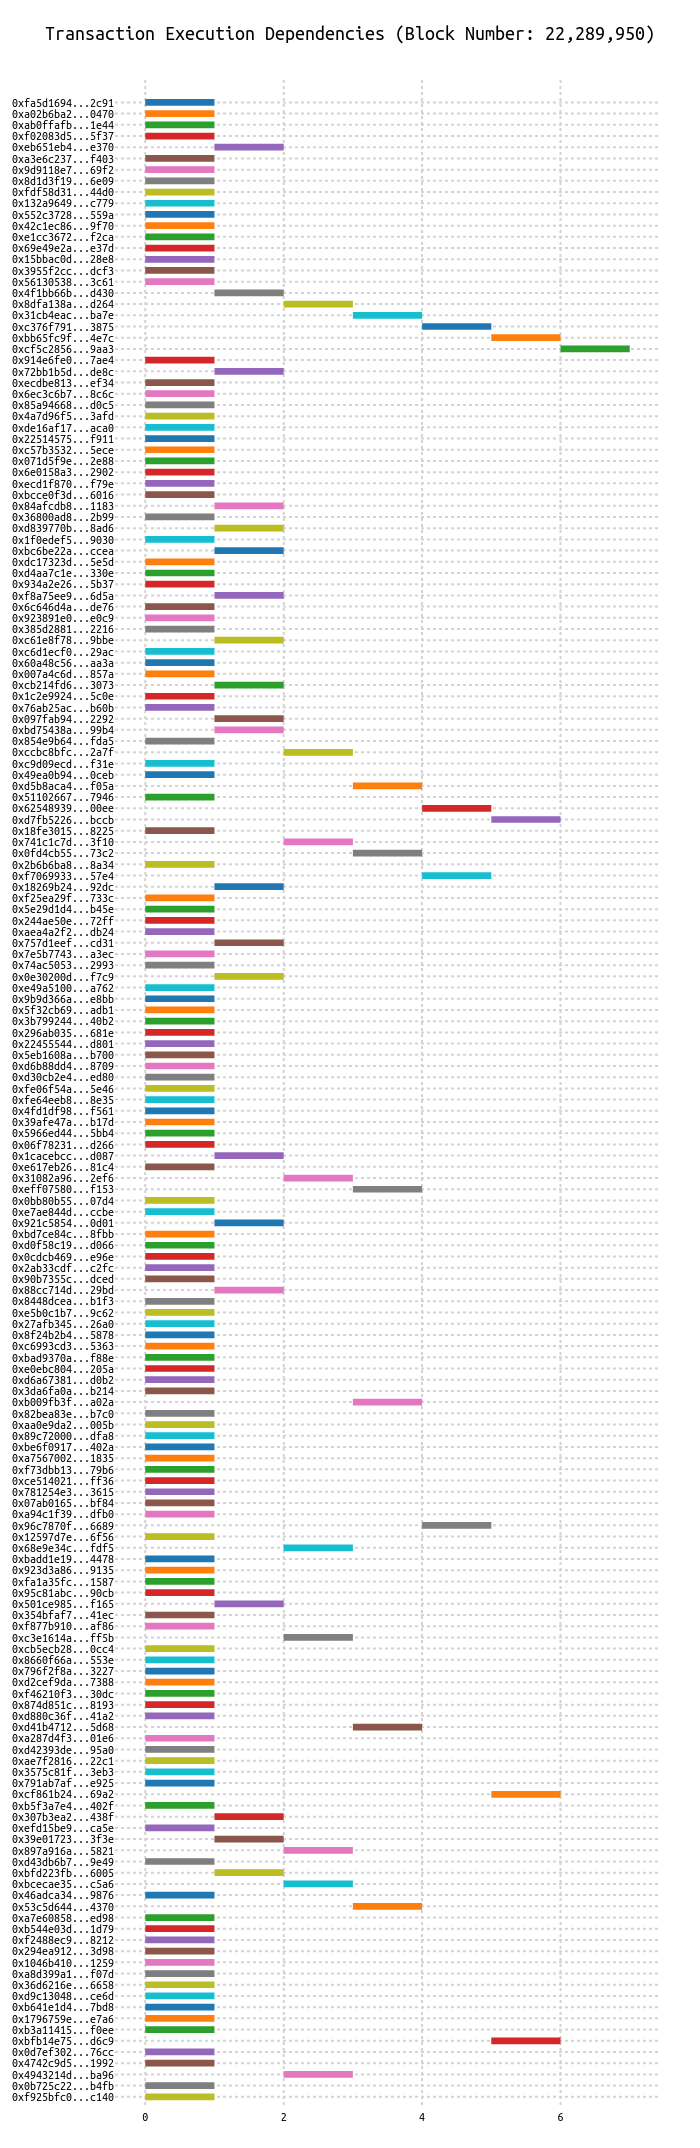 Transaction Execution Dependencies (Block Number: 22,289,950)
0xfa5d1694...2c91
0xa02b6ba2...0470
0xab0ffafb...1e44
0xf02083d5...5f37
0xeb651eb4...e370
0xa3e6c237...f403
0x9d9118e7...69f2
0x8d1d3f19...6e09
0xfdf58d31...44d0
0x132a9649...c779
0x552c3728...559a
0x42c1ec86...9f70
0xe1cc3672...f2ca
0x69e49e2a...e37d
0x15bbac0d...28e8
0x3955f2cc...dcf3
0x56130538...3c61
0x4f1bb66b...d430
0x8dfa138a...d264
0x31cb4eac...ba7e
0xc376f791...3875
0xbb65fc9f...4e7c
0xcf5c2856...9aa3
0x914e6fe0...7ae4
0x72bb1b5d...de8c
0xecdbe813...ef34
0x6ec3c6b7...8c6c
0x85a94668...d0c5
0x4a7d96f5...3afd
0xde16af17...aca0
0x22514575...f911
0xc57b3532...5ece
0x071d5f9e...2e88
0x6e0158a3...2902
0xecd1f870...f79e
0xbcce0f3d...6016
0x84afcdb8...1183
0x36800ad8...2b99
0xd839770b...8ad6
0x1f0edef5...9030
0xbc6be22a...ccea
0xdc17323d...5e5d
0xd4aa7c1e...330e
0x934a2e26...5b37
0xf8a75ee9...6d5a
0x6c646d4a...de76
0x923891e0...e0c9
0x385d2881...2216
0xc61e8f78...9bbe
0xc6d1ecf0...29ac
0x60a48c56...aa3a
0x007a4c6d...857a
0xcb214fd6...3073
0x1c2e9924...5c0e
0x76ab25ac...b60b
0x097fab94...2292
0xbd75438a...99b4
0x854e9b64...fda5
0xccbc8bfc...2a7f
0xc9d09ecd...f31e
0x49ea0b94...0ceb
0xd5b8aca4...f05a
0x51102667...7946
0x62548939...00ee
0xd7fb5226...bccb
0x18fe3015...8225
0x741c1c7d...3f10
0x0fd4cb55...73c2
0x2b6b6ba8...8a34
0xf7069933...57e4
0x18269b24...92dc
0xf25ea29f...733c
0x5e29d1d4...b45e
0x244ae50e...72ff
0xaea4a2f2...db24
0x757d1eef...cd31
0x7e5b7743...a3ec
0x74ac5053...2993
0x0e30200d...f7c9
0xe49a5100...a762
0x9b9d366a...e8bb
0x5f32cb69...adb1
0x3b799244...40b2
0x296ab035...681e
0x22455544...d801
0x5eb1608a...b700
0xd6b88dd4...8709
0xd30cb2e4...ed80
0xfe06f54a...5e46
0xfe64eeb8...8e35
0x4fd1df98...f561
0x39afe47a...b17d
0x5966ed44...5bb4
0x06f78231...d266
0x1cacebcc...d087
0xe617eb26...81c4
0x31082a96...2ef6
0xeff07580...f153
0x0bb80b55...07d4
0xe7ae844d...ccbe
0x921c5854...0d01
0xbd7ce84c...8fbb
0xd0f58c19...d066
0x0cdcb469...e96e
0x2ab33cdf...c2fc
0x90b7355c...dced
0x88cc714d...29bd
0x8448dcea...b1f3
0xe5b0c1b7...9c62
0x27afb345...26a0
0x8f24b2b4...5878
0xc6993cd3...5363
0xbad9370a...f88e
0xe0ebc804...205a
0xd6a67381...d0b2
0x3da6fa0a...b214
0xb009fb3f...a02a
0x82bea83e...b7c0
0xaa0e9da2...005b
0x89c72000...dfa8
0xbe6f0917...402a
0xa7567002...1835
0xf73dbb13...79b6
0xce514021...ff36
0x781254e3...3615
0x07ab0165...bf84
0xa94c1f39...dfb0
0x96c7870f...6689
0x12597d7e...6f56
0x68e9e34c...fdf5
0xbadd1e19...4478
0x923d3a86...9135
0xfa1a35fc...1587
0x95c81abc...90cb
0x501ce985...f165
0x354bfaf7...41ec
0xf877b910...af86
0xc3e1614a...ff5b
0xcb5ecb28...0cc4
0x8660f66a...553e
0x796f2f8a...3227
0xd2cef9da...7388
0xf46210f3...30dc
0x874d851c...8193
0xd880c36f...41a2
0xd41b4712...5d68
0xa287d4f3...01e6
0xd42393de...95a0
0xae7f2816...22c1
0x3575c81f...3eb3
0x791ab7af...e925
0xcf861b24...69a2
0xb5f3a7e4...402f
0x307b3ea2...438f
0xefd15be9...ca5e
0x39e01723...3f3e
0x897a916a...5821
0xd43db6b7...9e49
0xbfd223fb...6005
0xbcecae35...c5a6
0x46adca34...9876
0x53c5d644...4370
0xa7e60858...ed98
0xb544e03d...1d79
0xf2488ec9...8212
0x294ea912...3d98
0x1046b410...1259
0xa8d399a1...f07d
0x36d6216e...6658
0xd9c13048...ce6d
0xb641e1d4...7bd8
0x1796759e...e7a6
0xb3a11415...f0ee
0xbfb14e75...d6c9
0x0d7ef302...76cc
0x4742c9d5...1992
0x4943214d...ba96
0x0b725c22...b4fb
0xf925bfc0...c140
0 2 4 6